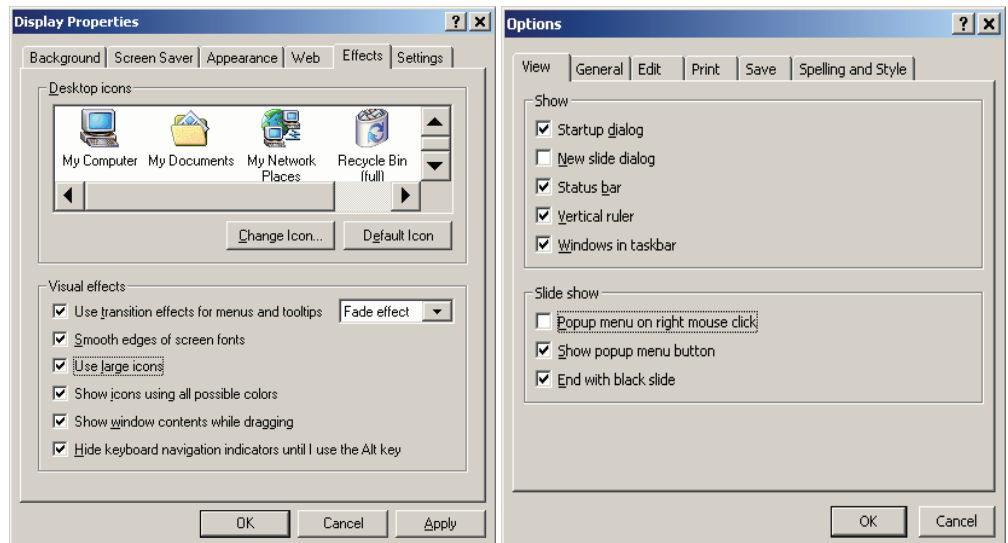 Display Properties
Background Screen Saver Appearance Web Effects Settings
Desktop icons
My Computer My Documents My Network Places Recycle Bin (full)
Change Icon... Default Icon
Visual effects
Use transition effects for menus and tooltips Fade effect
Smooth edges of screen fonts
Use large icons
Show icons using all possible colors
Show window contents while dragging
Hide keyboard navigation indicators until I use the Alt key
OK Cancel Apply
Options
View General Edit Print Save Spelling and Style
Show
Startup dialog
New slide dialog
Status bar
Vertical ruler
Windows in taskbar
Slide show
Popup menu on right mouse click
Show popup menu button
End with black slide
OK Cancel